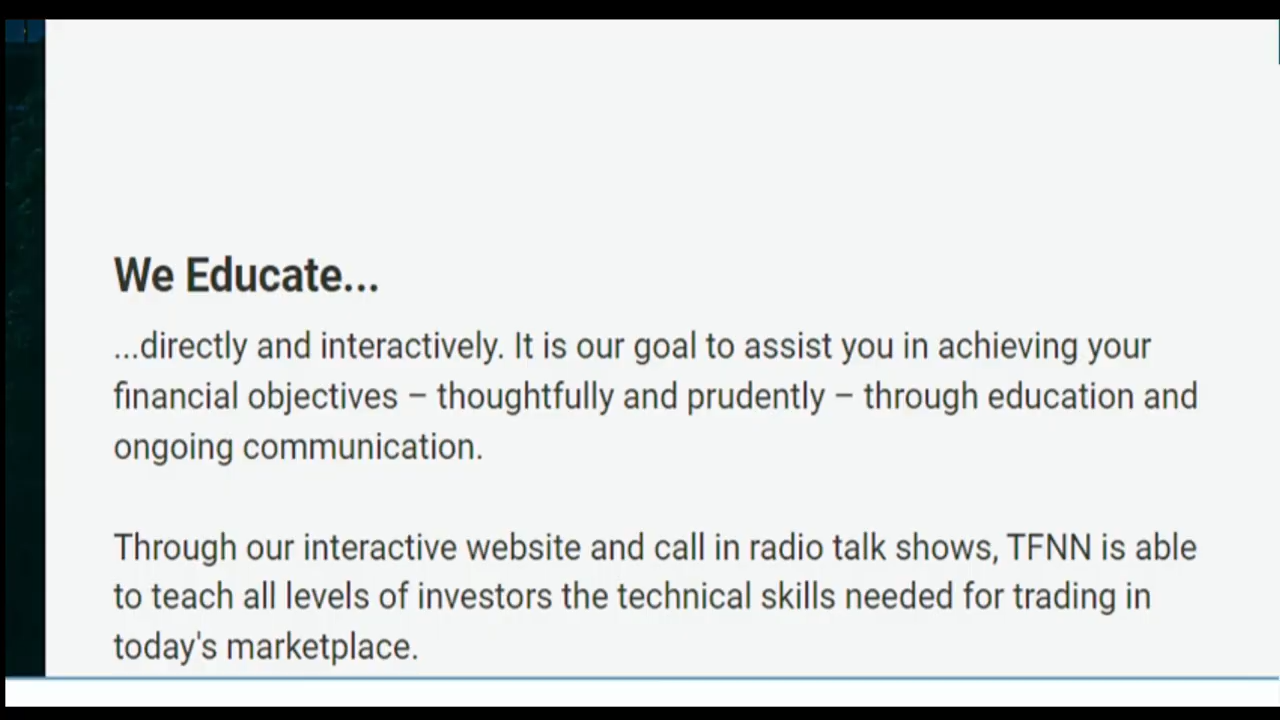 We Educate...
...directly and interactively. It is our goal to assist you in achieving your
financial objectives – thoughtfully and prudently – through education and
ongoing communication.
Through our interactive website and call in radio talk shows, TFNN is able
to teach all levels of investors the technical skills needed for trading in
today's marketplace.